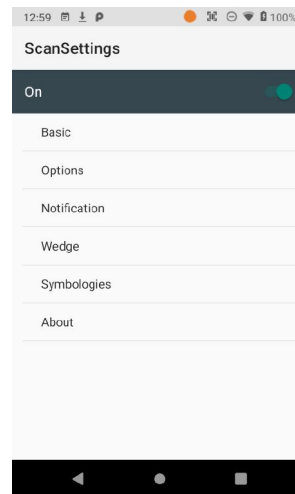 12:59 100%
ScanSettings
On
Basic
Options
Notification
Wedge
Symbologies
About